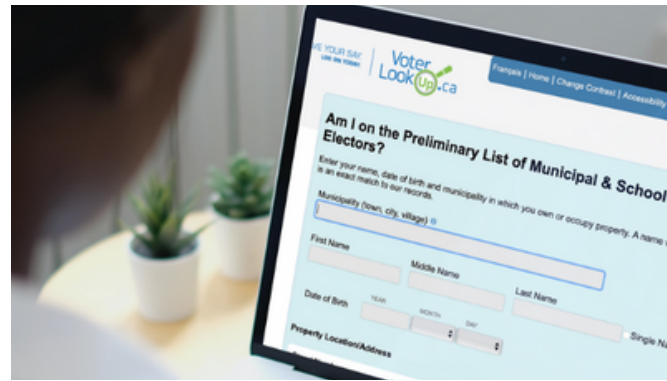 VE YOUR SAY.
LOG ON TODAY.
Voter
LookUp.ca
Français | Home | Change Contrast | Accessibility
Am I on the Preliminary List of Municipal & School
Electors?
Enter your name, date of birth and municipality in which you own or occupy property. A name
is an exact match to our records.
Municipality (town, city, village)
First Name
Middle Name
Last Name
Single Na
Date of Birth
YEAR
MONTH
DAY
Property Location/Address